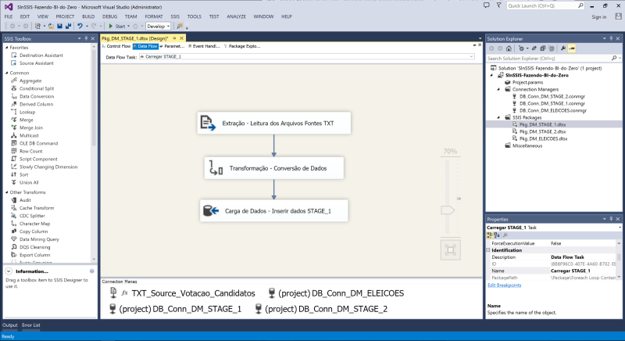 SInSSIS-Fazendo-BI-do-Zero - Microsoft Visual Studio (Administrator)
Quick Launch (Ctrl+Q)
FILE EDIT VIEW PROJECT BUILD DEBUG TEAM FORMAT SSIS TOOLS TEST ANALYZE WINDOW HELP
Sign in
Start Develop
SSIS Toolbox
Favorites
Destination Assistant
Source Assistant
Common
Aggregate
Conditional Split
Data Conversion
Derived Column
Lookup
Merge
Merge Join
Multicast
OLE DB Command
Row Count
Script Component
Slowly Changing Dimension
Sort
Union All
Other Transforms
Audit
Cache Transform
CDC Splitter
Character Map
Copy Column
Data Mining Query
DQS Cleansing
Export Column
Information...
Drag a toolbox item to SSIS Designer to use it.
Pkg_DM_STAGE_1.dtsx [Design]*
Control Flow Data Flow Paramet... Event Handl... Package Explo...
Data Flow Task: Carregar STAGE_1
Extração - Leitura dos Arquivos Fontes TXT
Transformação - Conversão de Dados
Carga de Dados - Inserir dados STAGE_1
70%
Connection Managers
TXT_Source_Votacao_Candidatos
(project) DB_Conn_DM_ELEICOES
(project) DB_Conn_DM_STAGE_1
(project) DB_Conn_DM_STAGE_2
Solution Explorer
Search Solution Explorer (Ctrl+;)
Solution 'SInSSIS-Fazendo-BI-do-Zero' (1 project)
SInSSIS-Fazendo-BI-do-Zero
Project.params
Connection Managers
DB_Conn_DM_STAGE_2.conmgr
DB_Conn_DM_STAGE_1.conmgr
DB_Conn_DM_ELEICOES.conmgr
SSIS Packages
Pkg_DM_STAGE_1.dtsx
Pkg_DM_STAGE_2.dtsx
Pkg_DM_ELEICOES.dtsx
Miscellaneous
Properties
Carregar STAGE_1 Task
ForceExecutionValue False
Identification
Description Data Flow Task
ID
Name Carregar STAGE_1
PackagePath
Edit Breakpoints
Name
Specifies the name of the object.
Output Error List
Ready